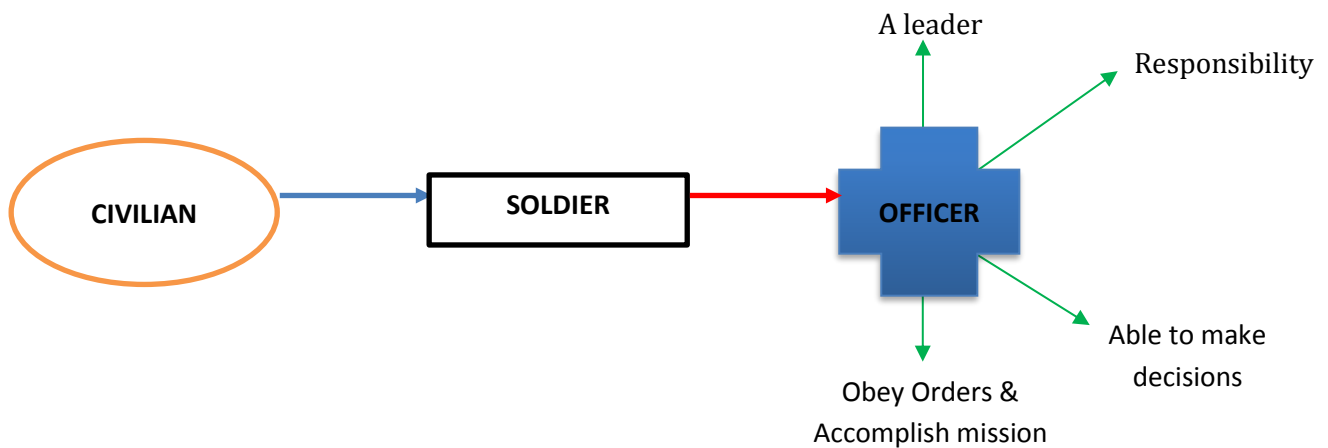 A leader
Responsibility
CIVILIAN
SOLDIER
OFFICER
Able to make
decisions
Obey Orders &
Accomplish mission